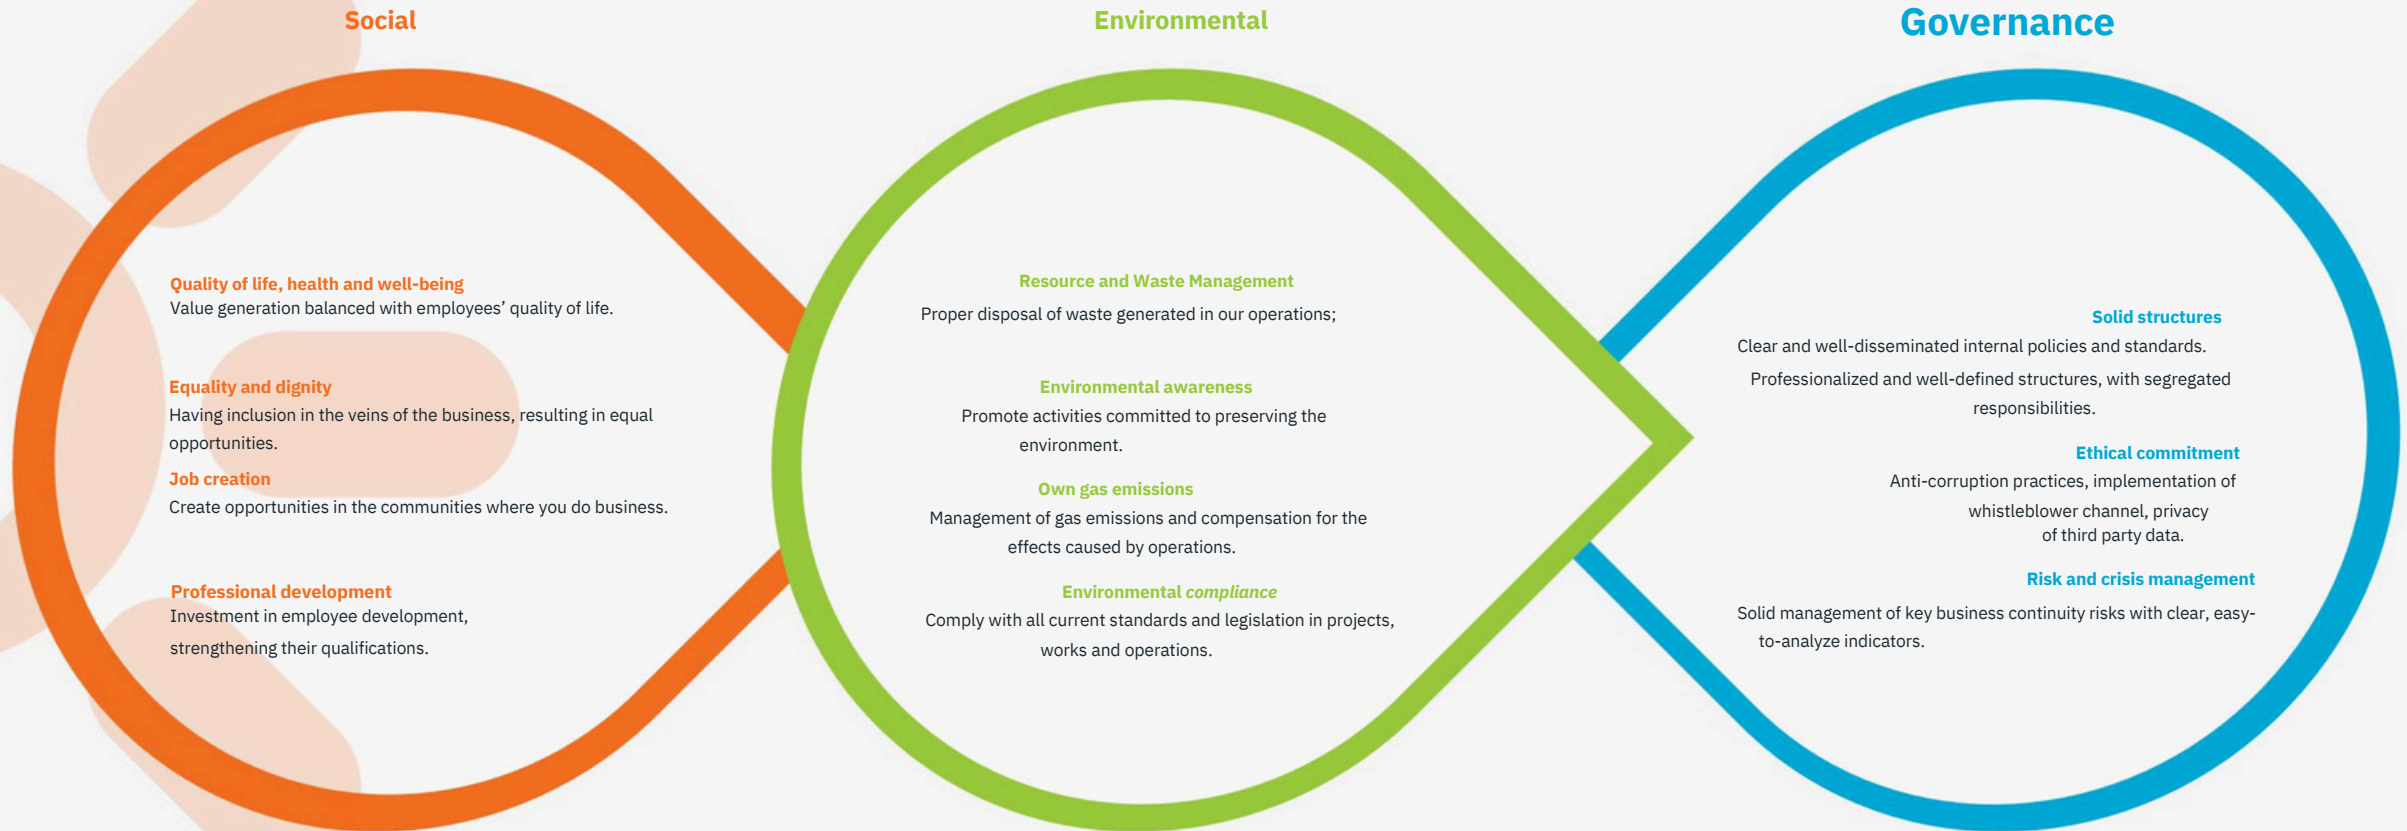 Social
Quality of life, health and well-being
Value generation balanced with employees’ quality of life.
Equality and dignity
Having inclusion in the veins of the business, resulting in equal
opportunities.
Job creation
Create opportunities in the communities where you do business.
Professional development
Investment in employee development,
strengthening their qualifications.
Environmental
Resource and Waste Management
Proper disposal of waste generated in our operations;
Environmental awareness
Promote activities committed to preserving the
environment.
Own gas emissions
Management of gas emissions and compensation for the
effects caused by operations.
Environmental compliance
Comply with all current standards and legislation in projects,
works and operations.
Governance
Solid structures
Clear and well-disseminated internal policies and standards.
Professionalized and well-defined structures, with segregated
responsibilities.
Ethical commitment
Anti-corruption practices, implementation of
whistleblower channel, privacy
of third party data.
Risk and crisis management
Solid management of key business continuity risks with clear, easy-
to-analyze indicators.